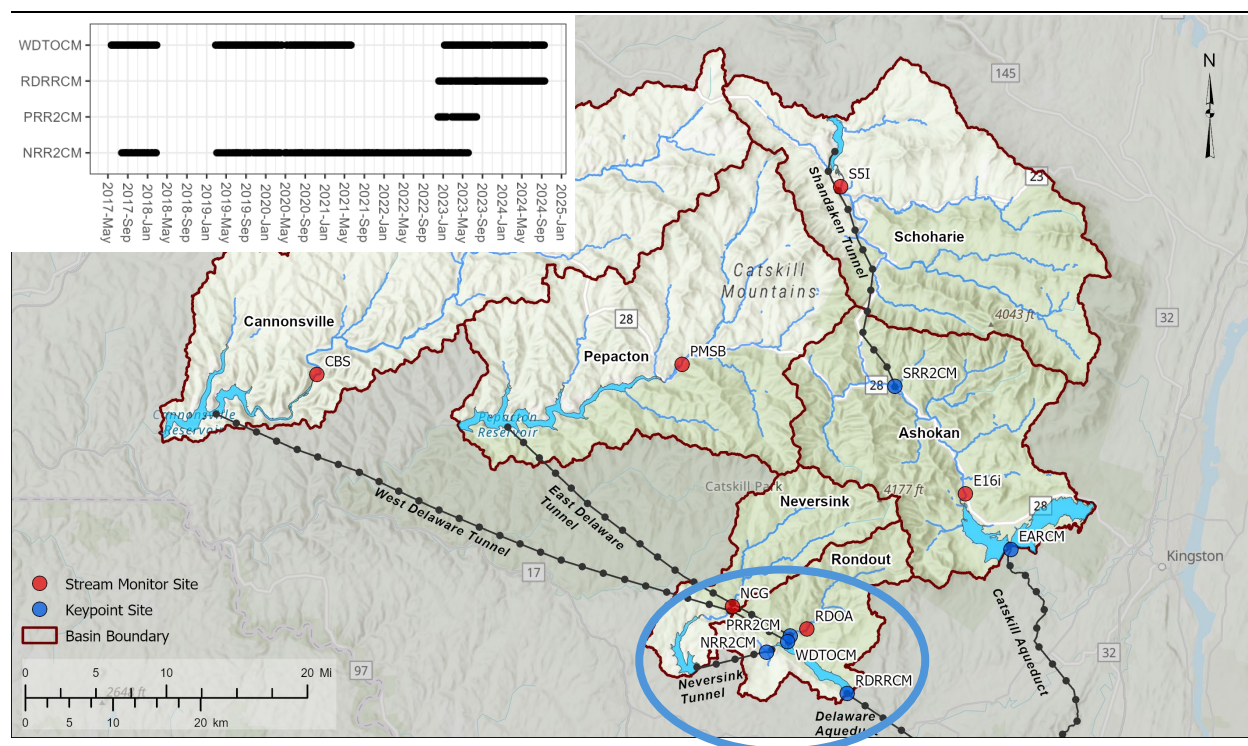 WDTOCM
RDRRCM
PRR2CM
NRR2CM
2017-May
2017-Sep
2018-Jan
2018-May
2018-Sep
2019-Jan
2019-May
2019-Sep
2020-Jan
2020-May
2020-Sep
2021-Jan
2021-May
2021-Sep
2022-Jan
2022-May
2022-Sep
2023-Jan
2023-May
2023-Sep
2024-Jan
2024-May
2024-Sep
2025-Jan
N
145
23
S5I
Shandaken Tunnel
Schoharie
Catskill
Mountains
4043 ft
32
Cannonsville
28
Pepacton
PMSB
CBS
SRR2CM
28
Cannonsville
Reservoir
Pepacton
Reservoir
Ashokan
4177 ft
Catskill Park
E16i
28
Neversink
West Delaware Tunnel
East Delaware
Tunnel
EARCM
Kingston
Rondout
17
NCG
RDOA
PRR2CM
NRR2CM
WDTOCM
RDRRCM
Neversink
Tunnel
Delaware
Aqueduct
Catskill Aqueduct
32
97
Stream Monitor Site
Keypoint Site
Basin Boundary
0 5 10 20 Mi
2648 ft
0 5 10 20 km